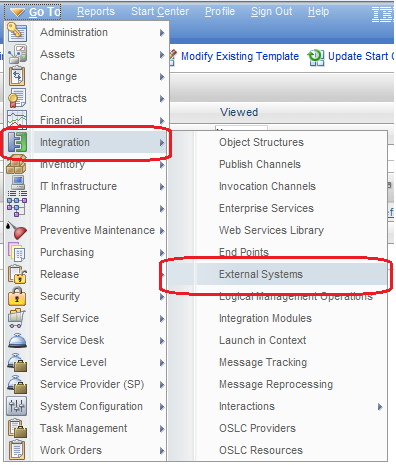 Go To Reports Start Center Profile Sign Out Help IBM
Modify Existing Template Update Start C
Viewed
Administration
Assets
Change
Contracts
Financial
Integration
Inventory
IT Infrastructure
Planning
Preventive Maintenance
Purchasing
Release
Security
Self Service
Service Desk
Service Level
Service Provider (SP)
System Configuration
Task Management
Work Orders
Object Structures
Publish Channels
Invocation Channels
Enterprise Services
Web Services Library
End Points
External Systems
Logical Management Operations
Integration Modules
Launch in Context
Message Tracking
Message Reprocessing
Interactions
OSLC Providers
OSLC Resources